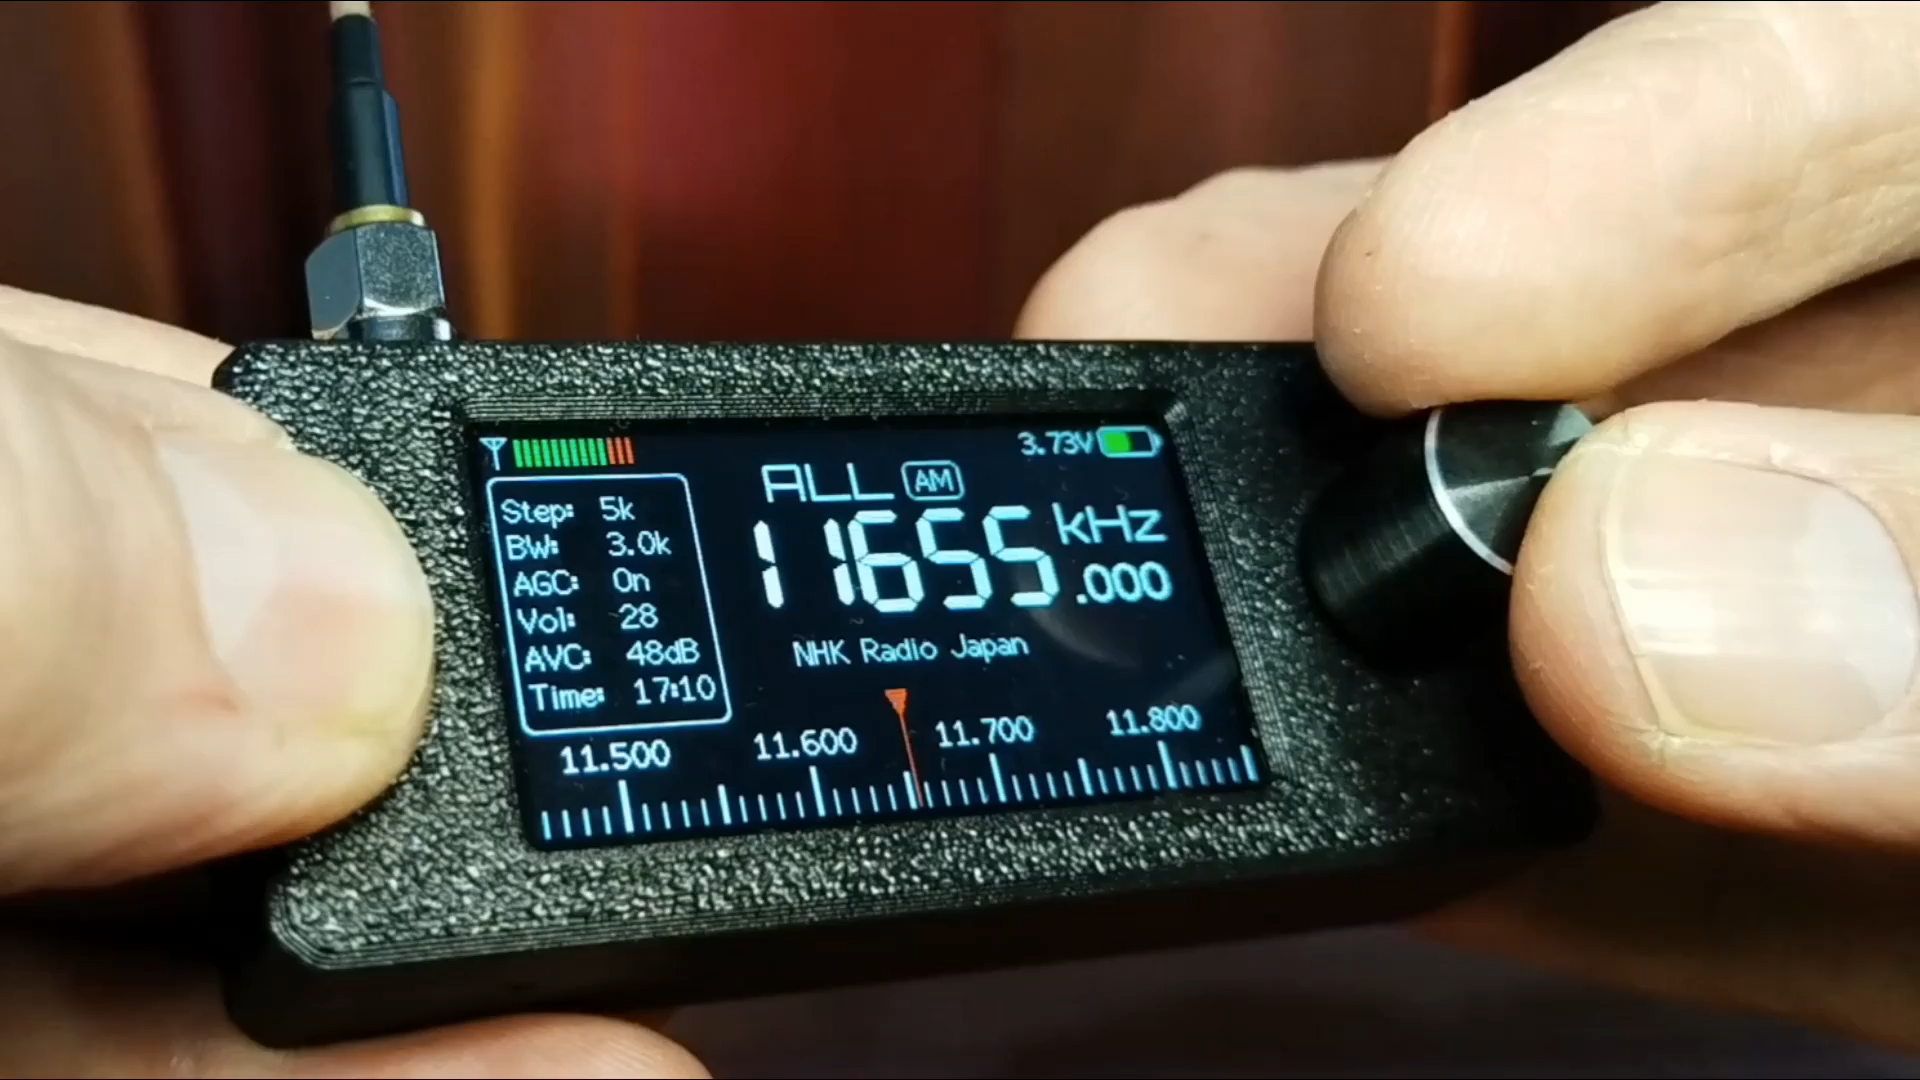 3.73V
ALL AM
11655.000 kHz
Step: 5k
BW: 3.0k
AGC: On
Vol: 28
AVC: 48dB
Time: 17:10
NHK Radio Japan
11.500 11.600 11.700 11.800